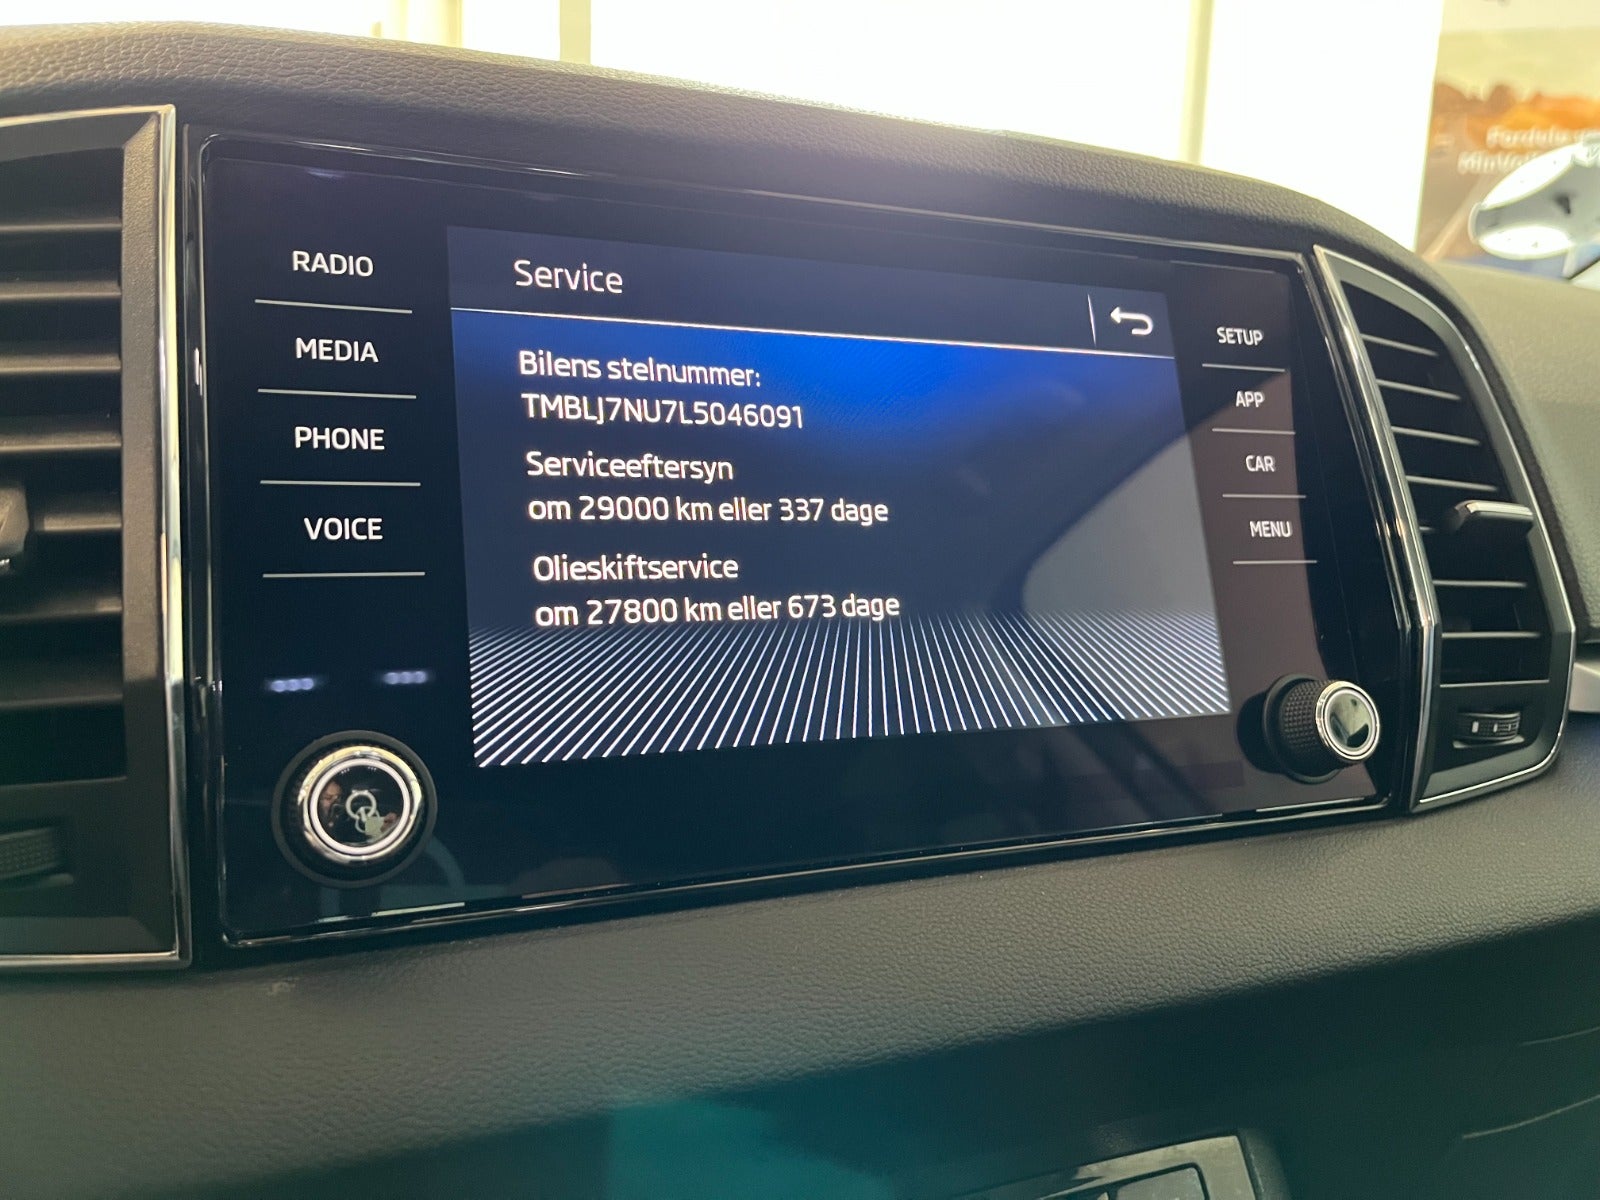 RADIO
MEDIA
PHONE
VOICE
Service
Bilens stelnummer:
TMBLJ7NU7L5046091
Serviceeftersyn
om 29000 km eller 337 dage
Olieskiftservice
om 27800 km eller 673 dage
SETUP
APP
CAR
MENU